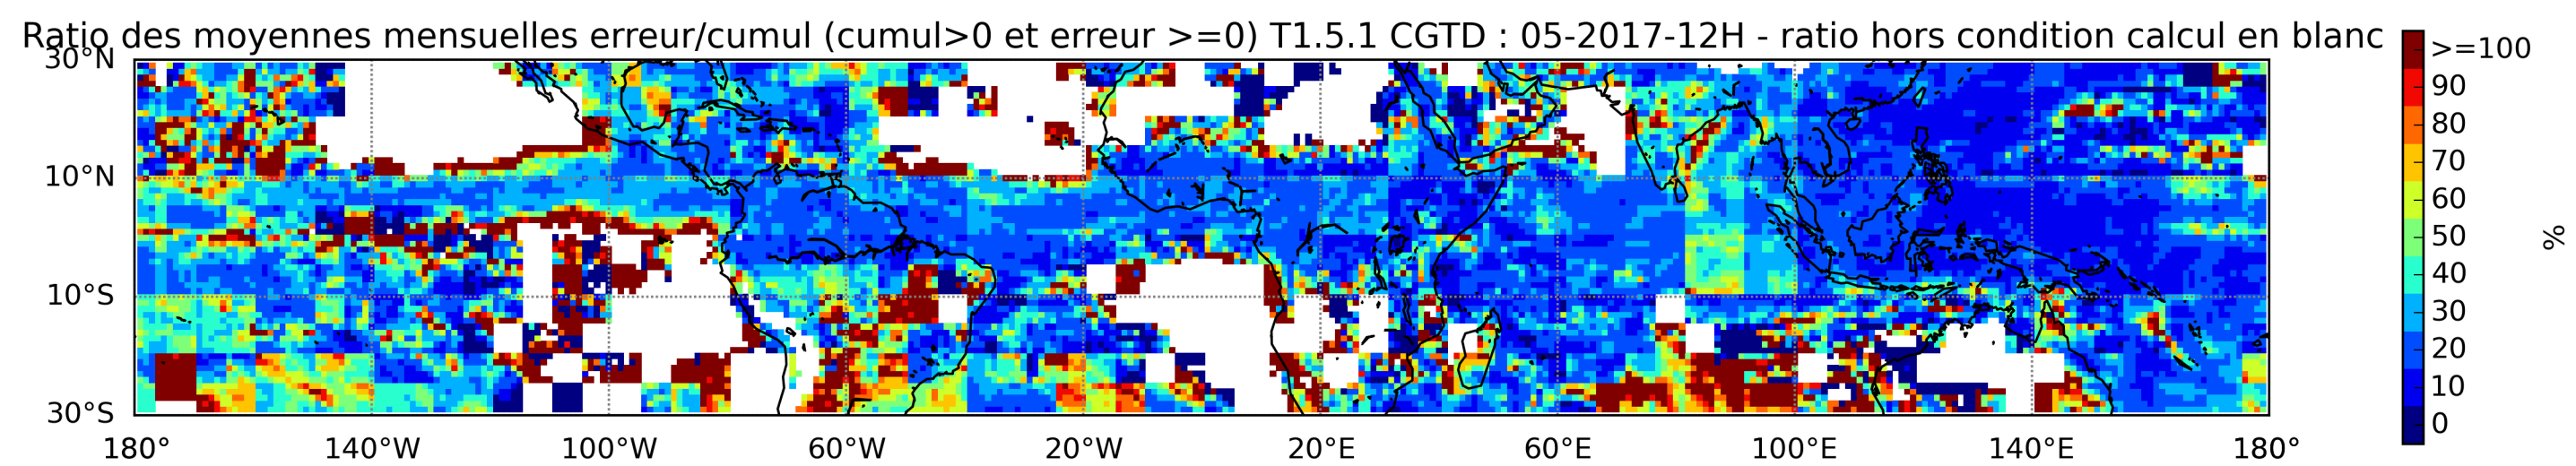 Ratio des moyennes mensuelles erreur/cumul (cumul>0 et erreur >=0) T1.5.1 CGTD : 05-2017-12H - ratio hors condition calcul en blanc
30°N
10°N
10°S
30°S
180°
140°W
100°W
60°W
20°W
20°E
60°E
100°E
140°E
180°
>=100
90
80
70
60
50
40
30
20
10
0
%